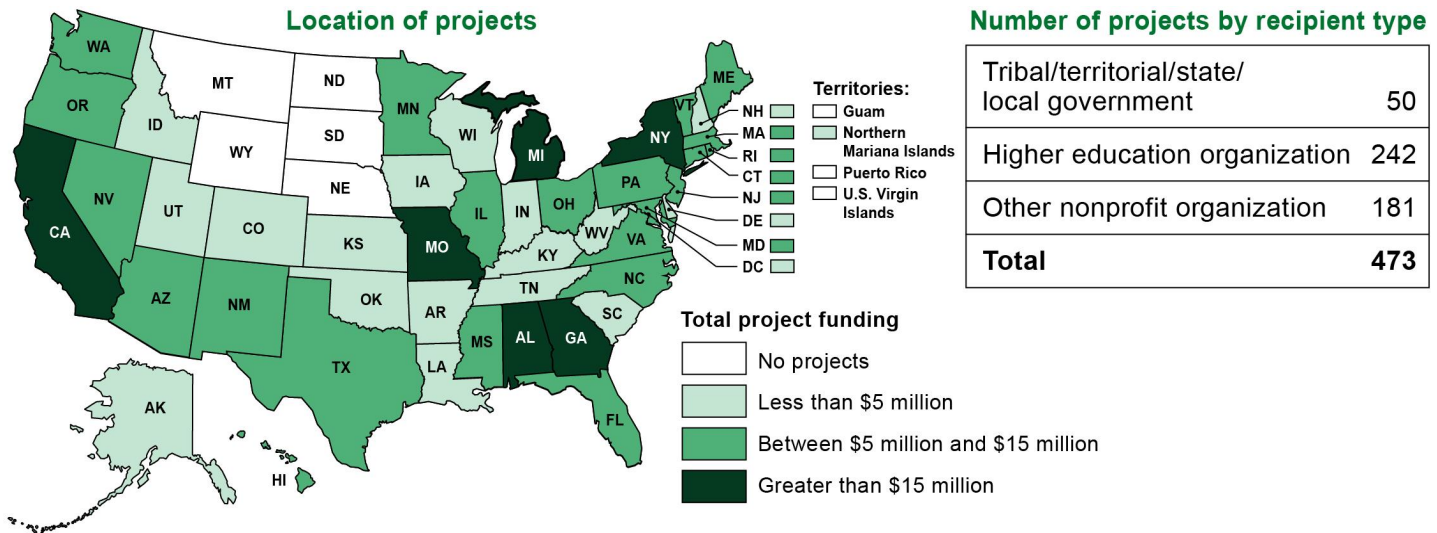 Location of projects
WA
MT
ND
MN
ME
OR
ID
WY
SD
WI
MI
NY
VT
NH
MA
RI
CT
NJ
DE
MD
DC
NE
IA
PA
NV
UT
CO
KS
MO
IL
IN
OH
WV
VA
KY
CA
AZ
NM
OK
AR
TN
NC
SC
TX
LA
MS
AL
GA
FL
AK
HI
Territories:
Guam
Northern
Mariana Islands
Puerto Rico
U.S. Virgin
Islands
Total project funding
No projects
Less than $5 million
Between $5 million and $15 million
Greater than $15 million
Number of projects by recipient type
Tribal/territorial/state/
local government 50
Higher education organization 242
Other nonprofit organization 181
Total 473